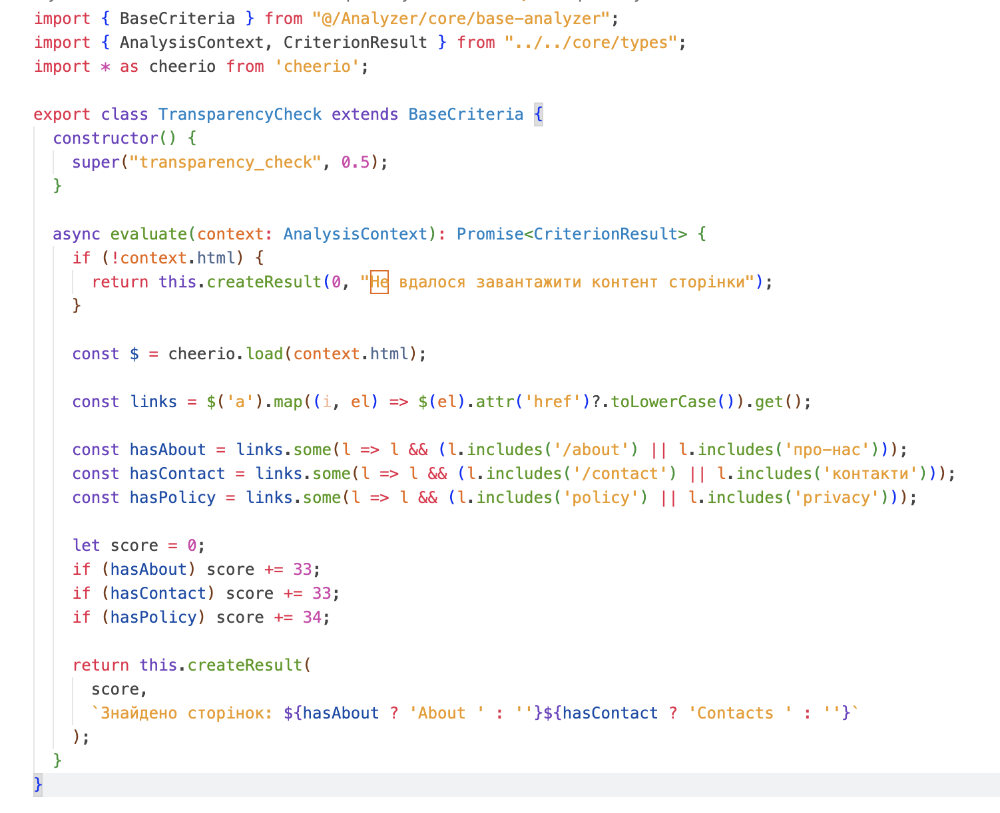 import { BaseCriteria } from "@/Analyzer/core/base-analyzer";
import { AnalysisContext, CriterionResult } from "../../core/types";
import * as cheerio from 'cheerio';

export class TransparencyCheck extends BaseCriteria {
  constructor() {
    super("transparency_check", 0.5);
  }

  async evaluate(context: AnalysisContext): Promise<CriterionResult> {
    if (!context.html) {
      return this.createResult(0, "Не вдалося завантажити контент сторінки");
    }

    const $ = cheerio.load(context.html);

    const links = $('a').map((i, el) => $(el).attr('href')?.toLowerCase()).get();

    const hasAbout = links.some(l => l && (l.includes('/about') || l.includes('про-нас')));
    const hasContact = links.some(l => l && (l.includes('/contact') || l.includes('контакти')));
    const hasPolicy = links.some(l => l && (l.includes('policy') || l.includes('privacy')));

    let score = 0;
    if (hasAbout) score += 33;
    if (hasContact) score += 33;
    if (hasPolicy) score += 34;

    return this.createResult(
      score,
      `Знайдено сторінок: ${hasAbout ? 'About ' : ''}${hasContact ? 'Contacts ' : ''}`
    );
  }
}